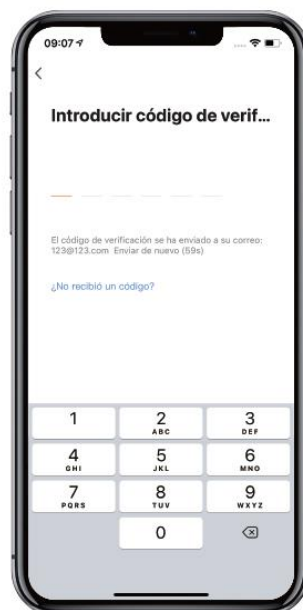 09:07
Introducir código de verif...
El código de verificación se ha enviado a su correo:
123@123.com Enviar de nuevo (59s)
¿No recibió un código?
1 2 3
ABC DEF
4 5 6
GHI JKL MNO
7 8 9
PQRS TUV WXYZ
0